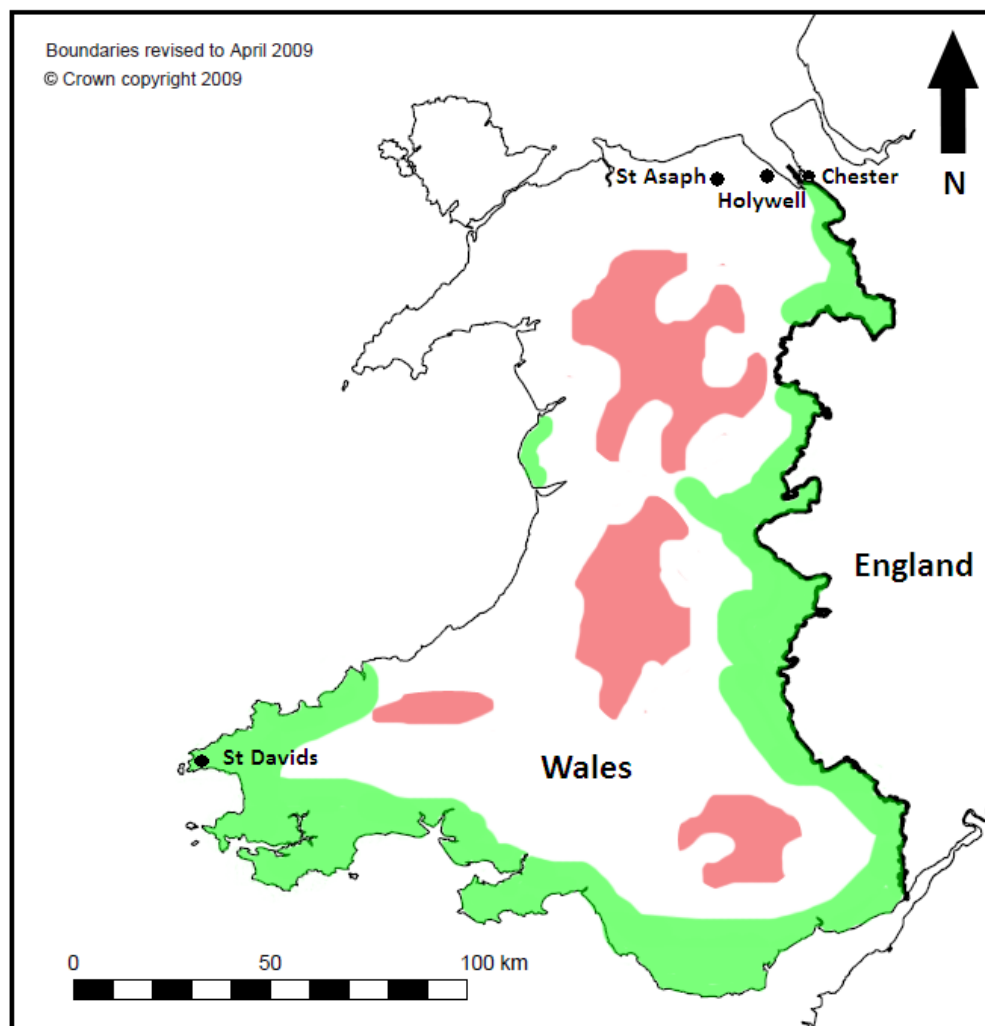 Boundaries revised to April 2009
© Crown copyright 2009
N
St Asaph
Holywell
Chester
England
St Davids
Wales
0 50 100 km